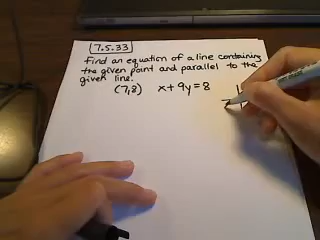 7.5.33
Find an equation of a line containing
the given point and parallel to the
given line.
(7,8) x + 9y = 8